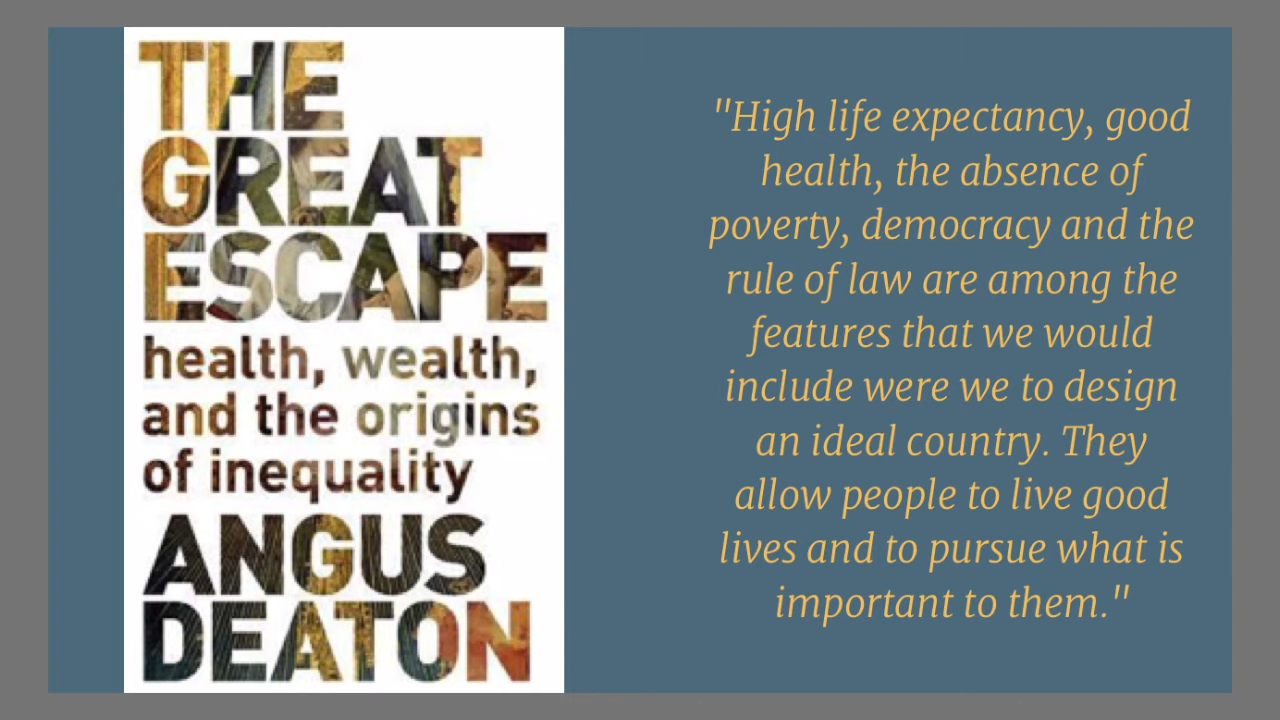 THE
GREAT
ESCAPE
health, wealth,
and the origins
of inequality
ANGUS
DEATON
"High life expectancy, good
health, the absence of
poverty, democracy and the
rule of law are among the
features that we would
include were we to design
an ideal country. They
allow people to live good
lives and to pursue what is
important to them."